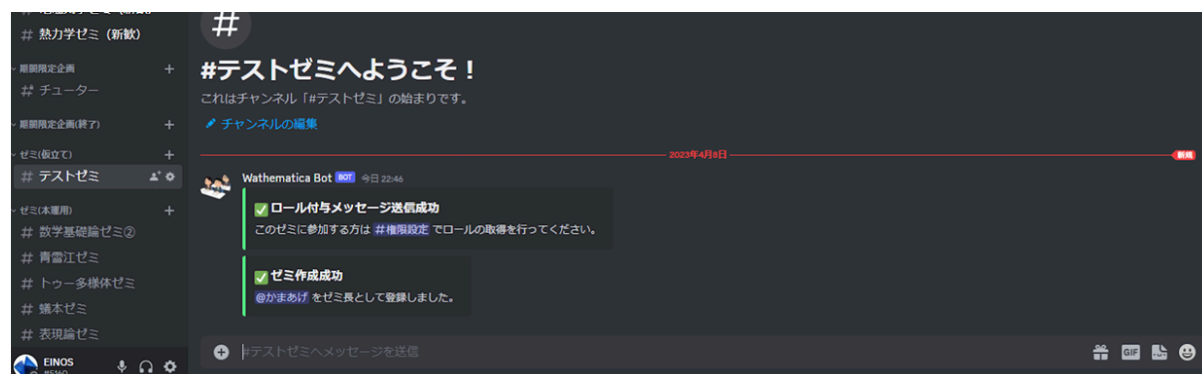 # 熱力学ゼミ（新歓）
期間限定企画
# チューター
期間限定企画(終了)
ゼミ(仮立て)
# テストゼミ
ゼミ(本運用)
# 数学基礎論ゼミ②
# 青雪江ゼミ
# トゥー多様体ゼミ
# 蟻本ゼミ
# 表現論ゼミ
EINOS
#テストゼミへようこそ！
これはチャンネル「#テストゼミ」の始まりです。
チャンネルの編集
2023年4月8日
新規
Wathematica Bot BOT 今日 22:46
ロール付与メッセージ送信成功
このゼミに参加する方は #権限設定 でロールの取得を行ってください。
ゼミ作成成功
@かまあげ をゼミ長として登録しました。
#テストゼミへメッセージを送信
GIF